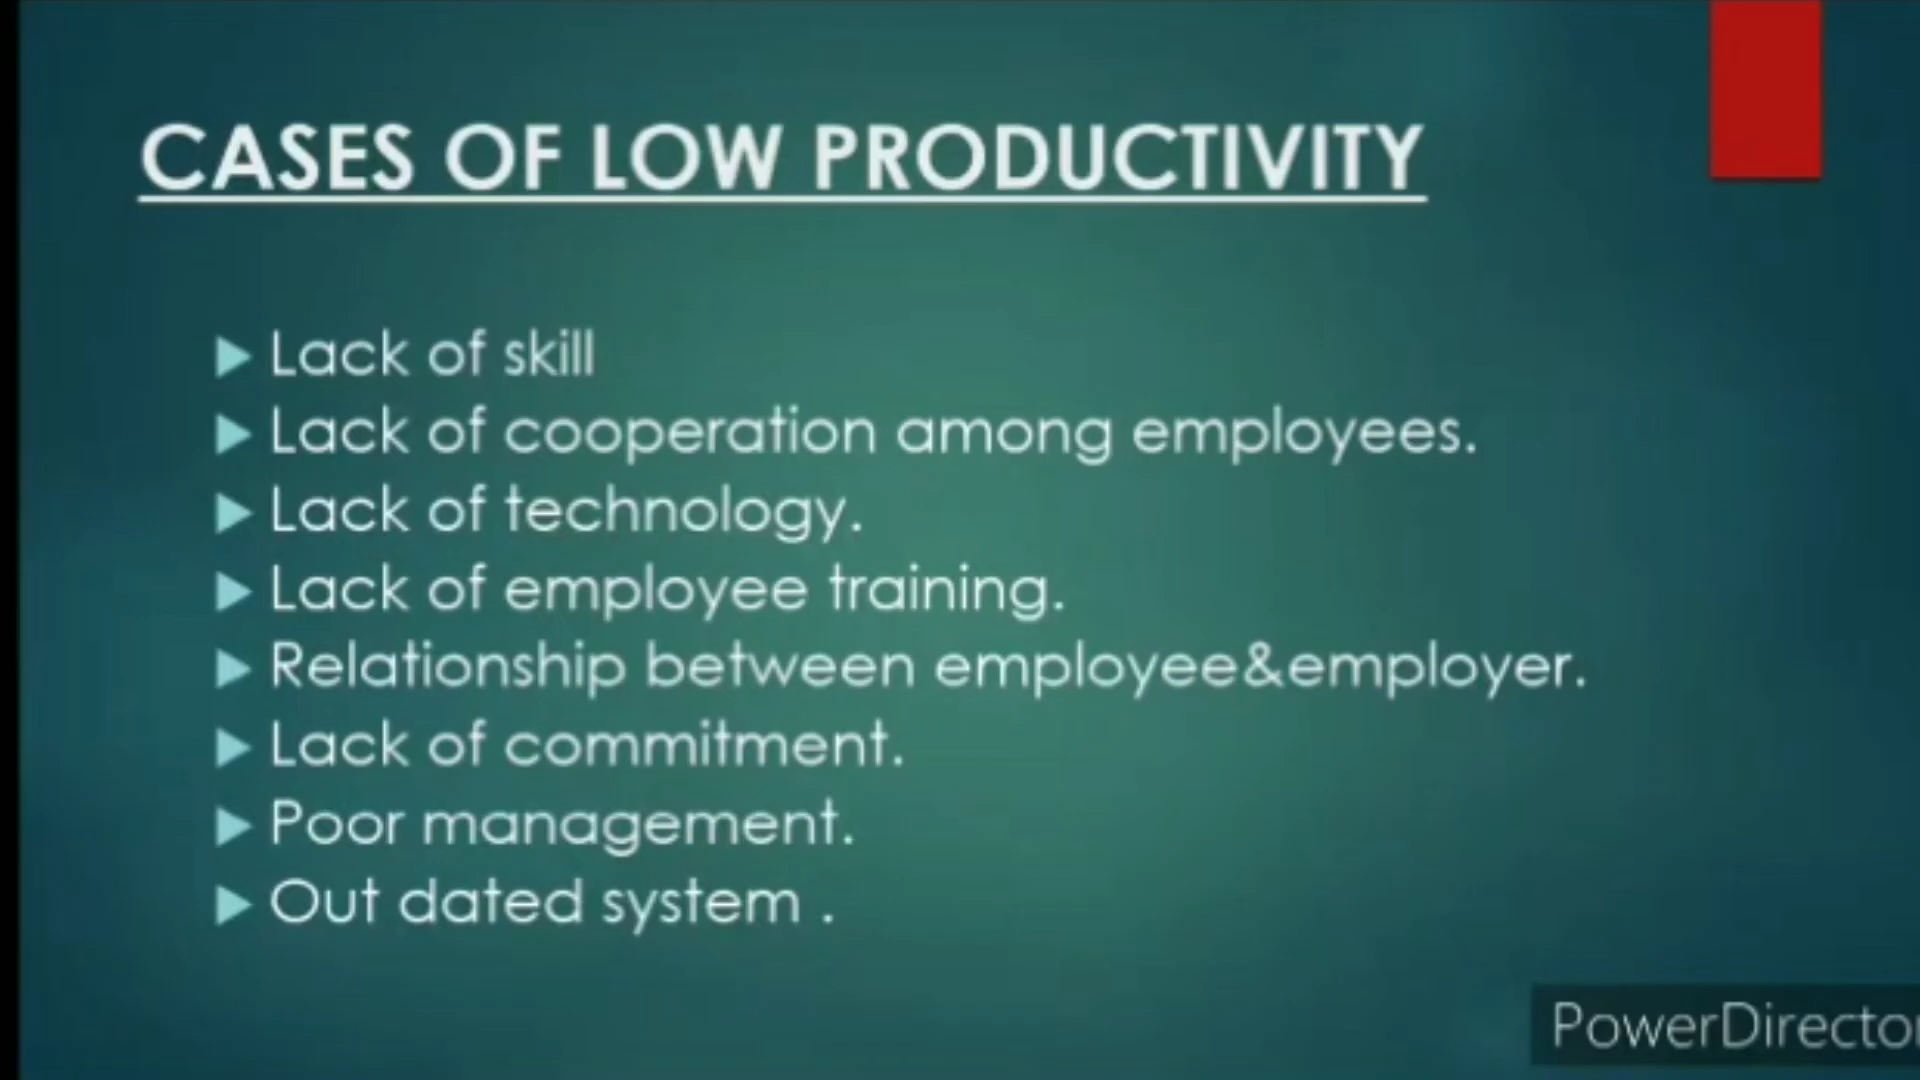 CASES OF LOW PRODUCTIVITY
Lack of skill
Lack of cooperation among employees.
Lack of technology.
Lack of employee training.
Relationship between employee&employer.
Lack of commitment.
Poor management.
Out dated system .
PowerDirector